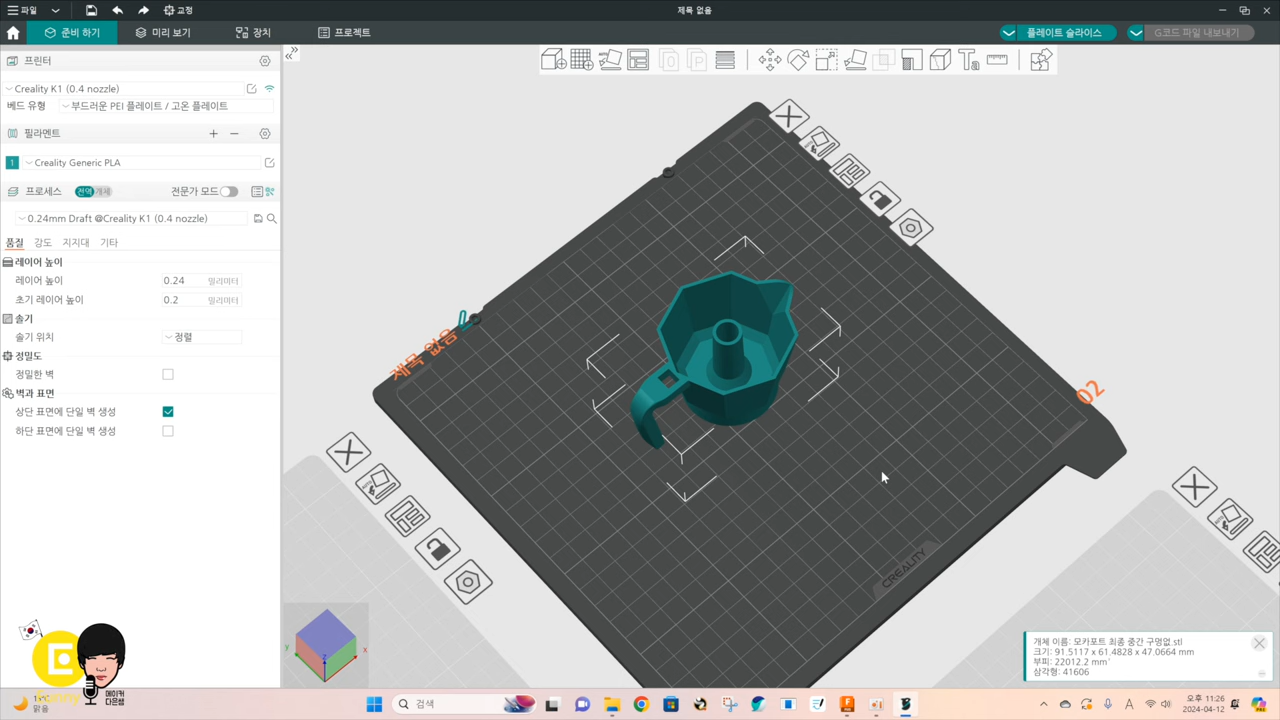 파일
교정
제목 없음
준비 하기
미리 보기
장치
프로젝트
플레이트 슬라이스
G코드 파일 내보내기
프린터
Creality K1 (0.4 nozzle)
베드 유형
부드러운 PEI 플레이트 / 고온 플레이트
필라멘트
1
Creality Generic PLA
프로세스
전역
개체
전문가 모드
0.24mm Draft @Creality K1 (0.4 nozzle)
품질
강도
지지대
기타
레이어 높이
레이어 높이
0.24
밀리미터
초기 레이어 높이
0.2
밀리미터
솔기
솔기 위치
정렬
정밀도
정밀한 벽
벽과 표면
상단 표면에 단일 벽 생성
하단 표면에 단일 벽 생성
제목 없음
02
CREALITY
개체 이름: 모카포트 최종 중간 구멍없.stl
크기: 91.5117 x 61.4828 x 47.0664 mm
부피: 22012.2 mm³
삼각형: 41606
메이커
다은쌤
맑음
검색
A
오후 11:26
2024-04-12